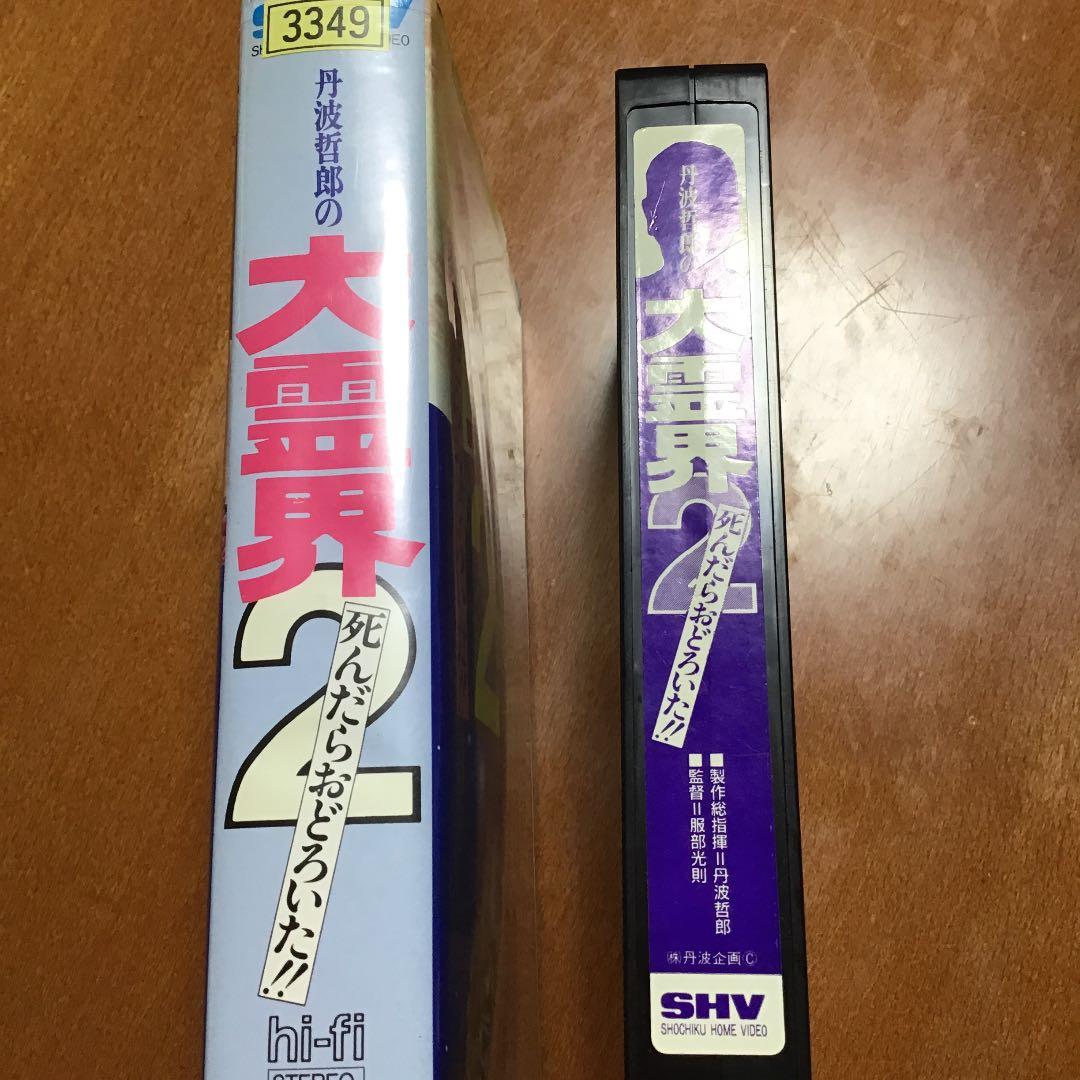 3349
丹波哲郎の
大霊界
2
死んだらおどろいた!!
hi-fi
STEREO
丹波哲郎の
大霊界
2
死んだらおどろいた!!
■製作総指揮=丹波哲郎
■監督=服部光則
㈱丹波企画Ⓒ
SHV
SHOCHIKU HOME VIDEO